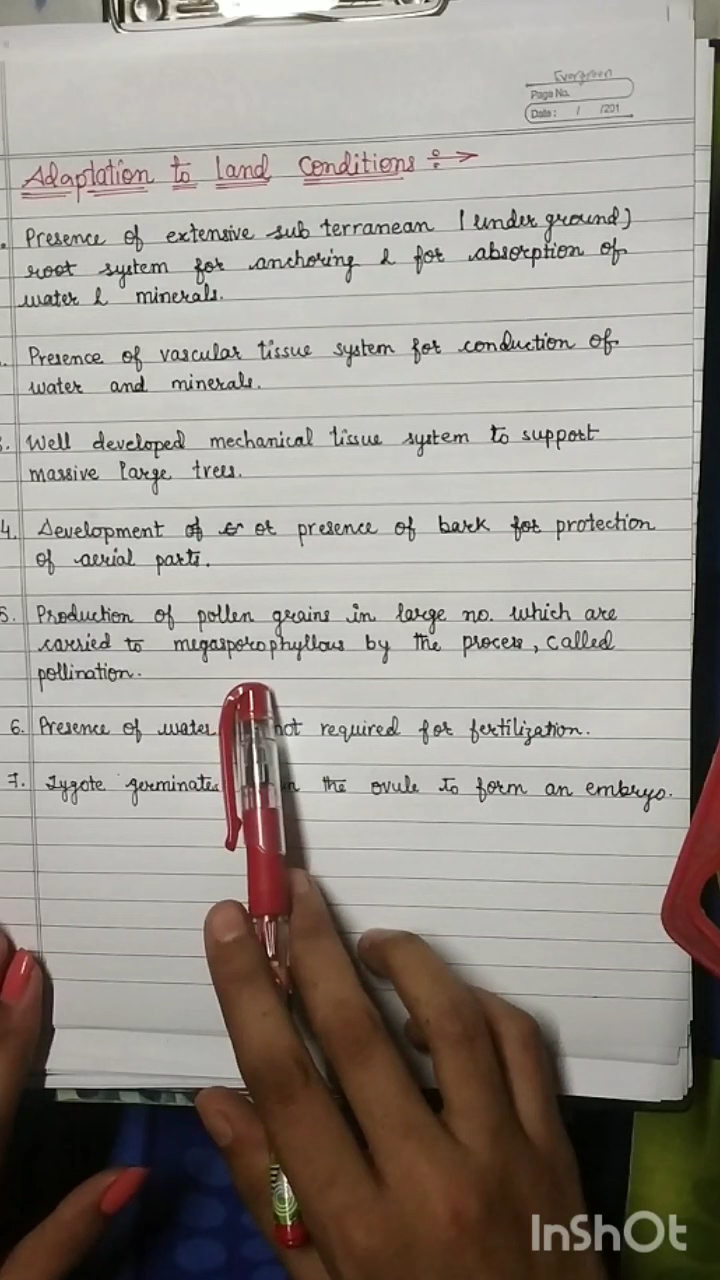 Evergreen
Page No.
Date : / /201
Adaptation to land Conditions ÷ >
Presence of extensive sub terranean (under ground)
root system for anchoring & for absorption of
water & minerals.
Presence of vascular tissue system for conduction of
water and minerals.
3. Well developed mechanical tissue system to support
massive large trees.
4. Development of or ot presence of bark for protection
of aerial parts.
5. Production of pollen grains in large no. which are
carried to megasporophyllous by the process, called
pollination.
6. Presence of water not required for fertilization.
7. Zygote germinates the ovule to form an embryo.
InShOt